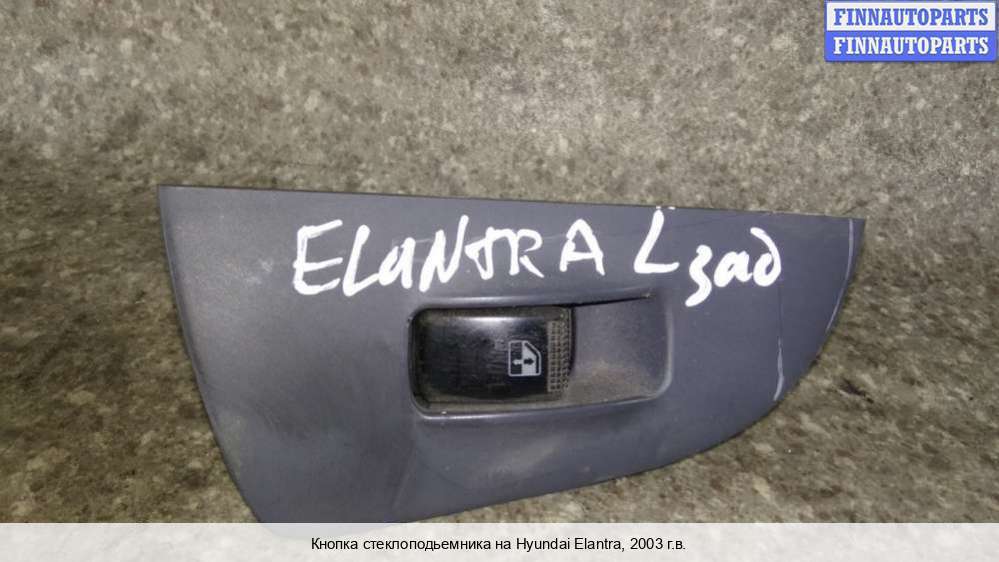 FINNAUTOPARTS
FINNAUTOPARTS
ELANTRA L зад
Кнопка стеклоподьемника на Hyundai Elantra, 2003 г.в.